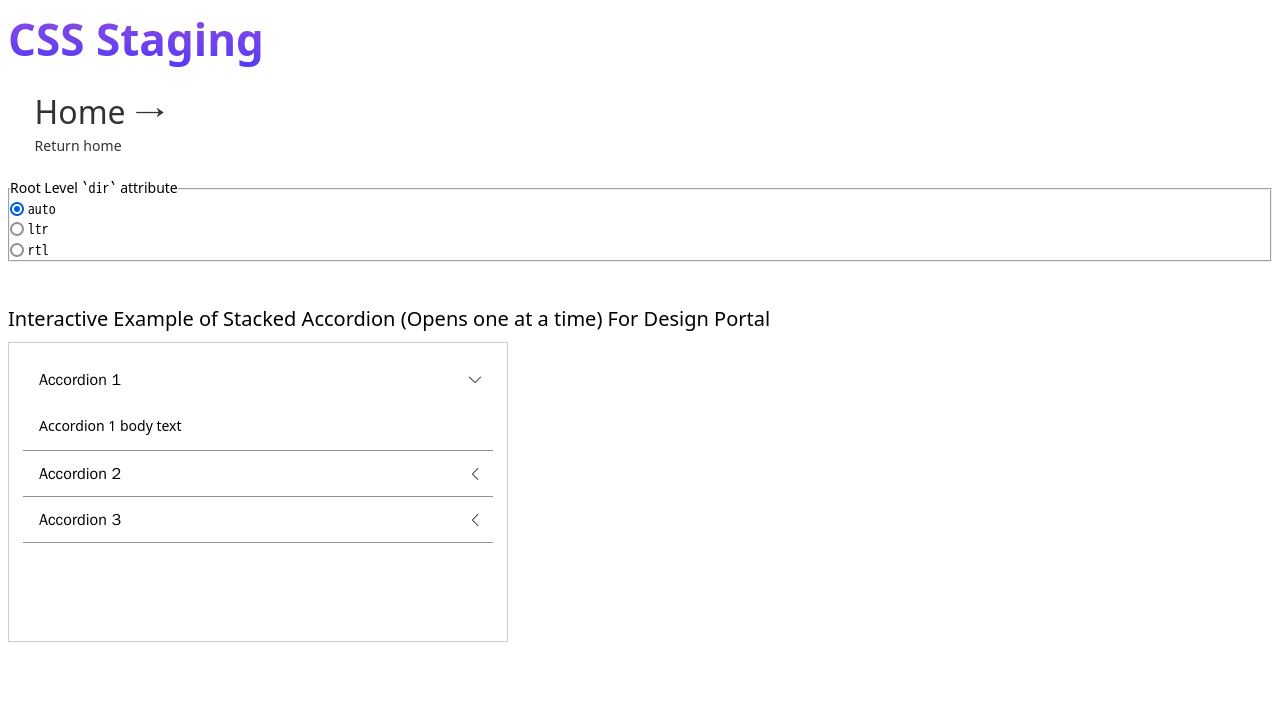 CSS Staging
Home →
Return home
Root Level `dir` attribute
auto
ltr
rtl
Interactive Example of Stacked Accordion (Opens one at a time) For Design Portal
Accordion 1
Accordion 1 body text
Accordion 2
Accordion 3